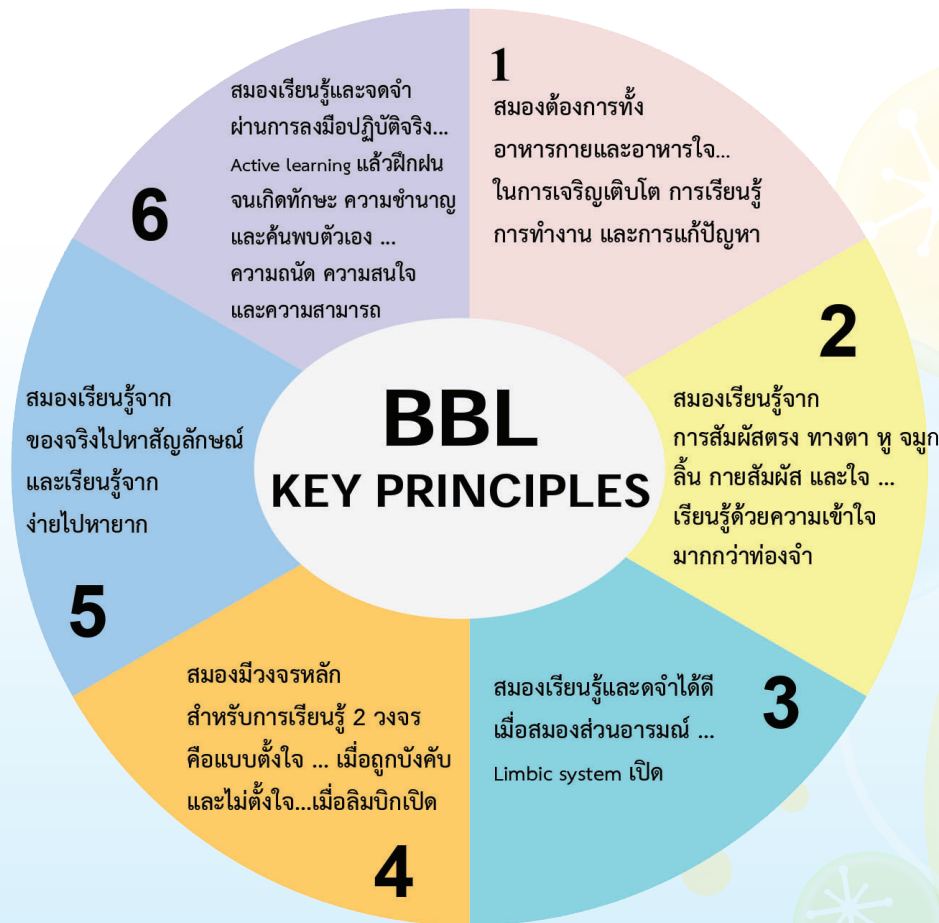 BBL
KEY PRINCIPLES
1
สมองต้องการทั้ง
อาหารกายและอาหารใจ...
ในการเจริญเติบโต การเรียนรู้
การทำงาน และการแก้ปัญหา
2
สมองเรียนรู้จาก
การสัมผัสตรง ทางตา หู จมูก
ลิ้น กายสัมผัส และใจ ...
เรียนรู้ด้วยความเข้าใจ
มากกว่าท่องจำ
3
สมองเรียนรู้และดจำได้ดี
เมื่อสมองส่วนอารมณ์ ...
Limbic system เปิด
4
สมองมีวงจรหลัก
สำหรับการเรียนรู้ 2 วงจร
คือแบบตั้งใจ ... เมื่อถูกบังคับ
และไม่ตั้งใจ...เมื่อลิมบิกเปิด
5
สมองเรียนรู้จาก
ของจริงไปหาสัญลักษณ์
และเรียนรู้จาก
ง่ายไปหายาก
6
สมองเรียนรู้และจดจำ
ผ่านการลงมือปฏิบัติจริง...
Active learning แล้วฝึกฝน
จนเกิดทักษะ ความชำนาญ
และค้นพบตัวเอง ...
ความถนัด ความสนใจ
และความสามารถ